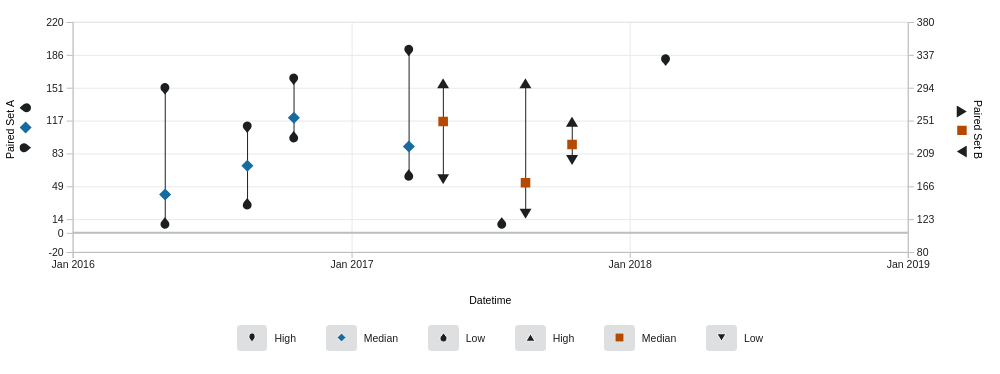 220
186
151
117
83
49
14
0
-20
380
337
294
251
209
166
123
80
Paired Set A
Paired Set B
Jan 2016
Jan 2017
Jan 2018
Jan 2019
Datetime
High
Median
Low
High
Median
Low